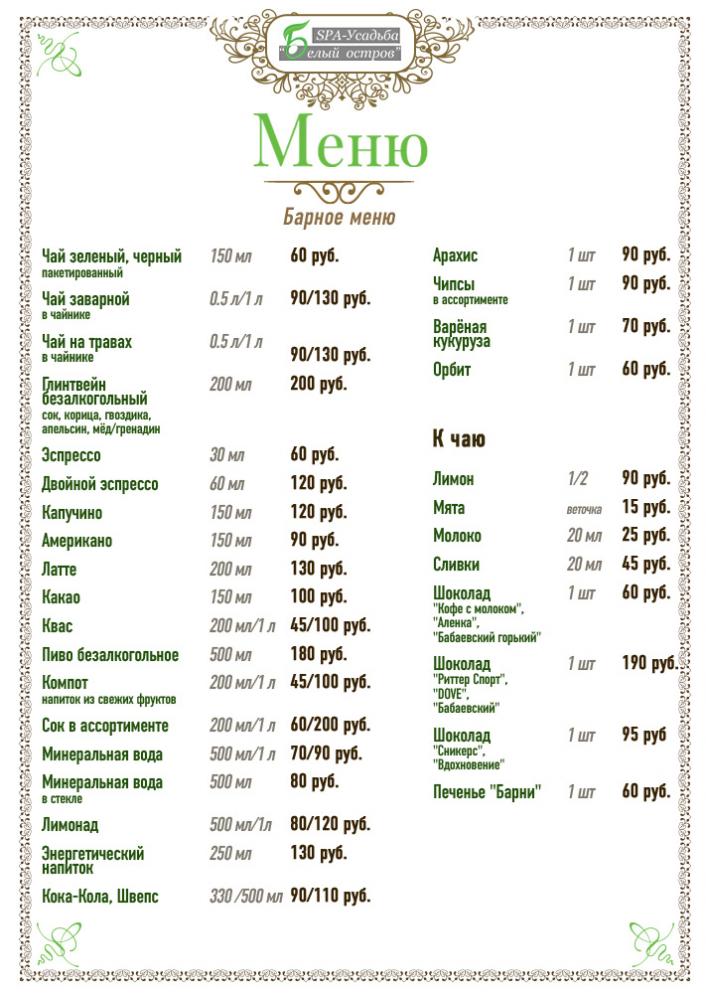 SPA-Усадьба
"Белый остров"
Меню
Барное меню
Чай зеленый, черный 150 мл 60 руб.
пакетированный
Чай заварной 0.5 л/1 л 90/130 руб.
в чайнике
Чай на травах 0.5 л/1 л
в чайнике 90/130 руб.
Глинтвейн 200 мл 200 руб.
безалкогольный
сок, корица, гвоздика,
апельсин, мёд/гренадин
Эспрессо 30 мл 60 руб.
Двойной эспрессо 60 мл 120 руб.
Капучино 150 мл 120 руб.
Американо 150 мл 90 руб.
Латте 200 мл 130 руб.
Какао 150 мл 100 руб.
Квас 200 мл/1 л 45/100 руб.
Пиво безалкогольное 500 мл 180 руб.
Компот 200 мл/1 л 45/100 руб.
напиток из свежих фруктов
Сок в ассортименте 200 мл/1 л 60/200 руб.
Минеральная вода 500 мл/1 л 70/90 руб.
Минеральная вода 500 мл 80 руб.
в стекле
Лимонад 500 мл/1л 80/120 руб.
Энергетический 250 мл 130 руб.
напиток
Кока-Кола, Швепс 330 /500 мл 90/110 руб.
Арахис 1 шт 90 руб.
Чипсы 1 шт 90 руб.
в ассортименте
Варёная 1 шт 70 руб.
кукуруза
Орбит 1 шт 60 руб.
К чаю
Лимон 1/2 90 руб.
Мята веточка 15 руб.
Молоко 20 мл 25 руб.
Сливки 20 мл 45 руб.
Шоколад 1 шт 60 руб.
"Кофе с молоком",
"Аленка",
"Бабаевский горький"
Шоколад 1 шт 190 руб.
"Риттер Спорт",
"DOVE",
"Бабаевский"
Шоколад 1 шт 95 руб
"Сникерс",
"Вдохновение"
Печенье "Барни" 1 шт 60 руб.